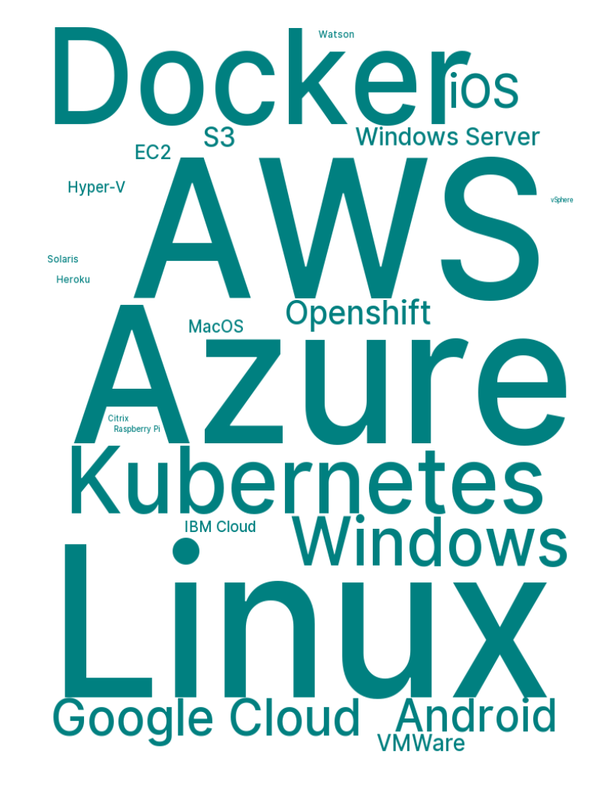 Watson
Docker
iOS
S3
Windows Server
EC2
AWS
Hyper-V
vSphere
Solaris
Heroku
Openshift
MacOS
Azure
Citrix
Raspberry Pi
Kubernetes
IBM Cloud
Windows
Linux
Google Cloud
Android
VMWare